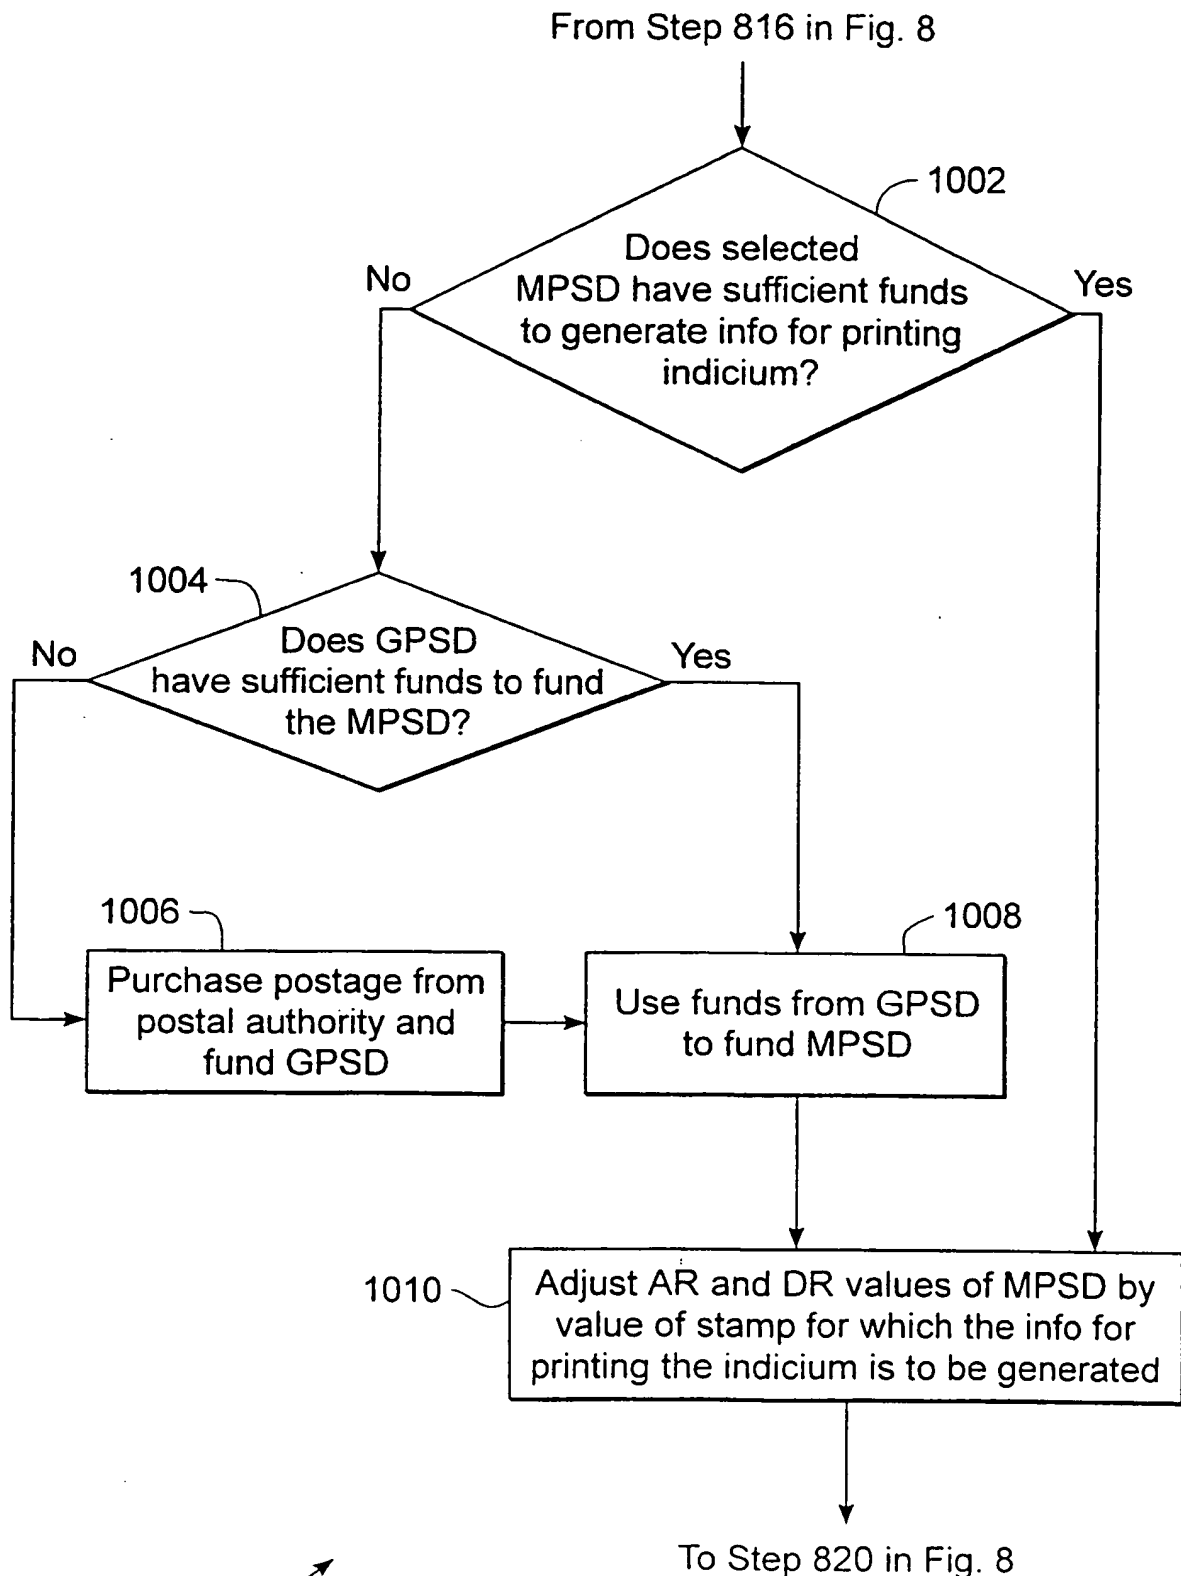 From Step 816 in Fig. 8
1002
Does selected
MPSD have sufficient funds
to generate info for printing
indicium?
No
Yes
1004
Does GPSD
have sufficient funds to fund
the MPSD?
No
Yes
1006
Purchase postage from
postal authority and
fund GPSD
1008
Use funds from GPSD
to fund MPSD
1010
Adjust AR and DR values of MPSD by
value of stamp for which the info for
printing the indicium is to be generated
To Step 820 in Fig. 8